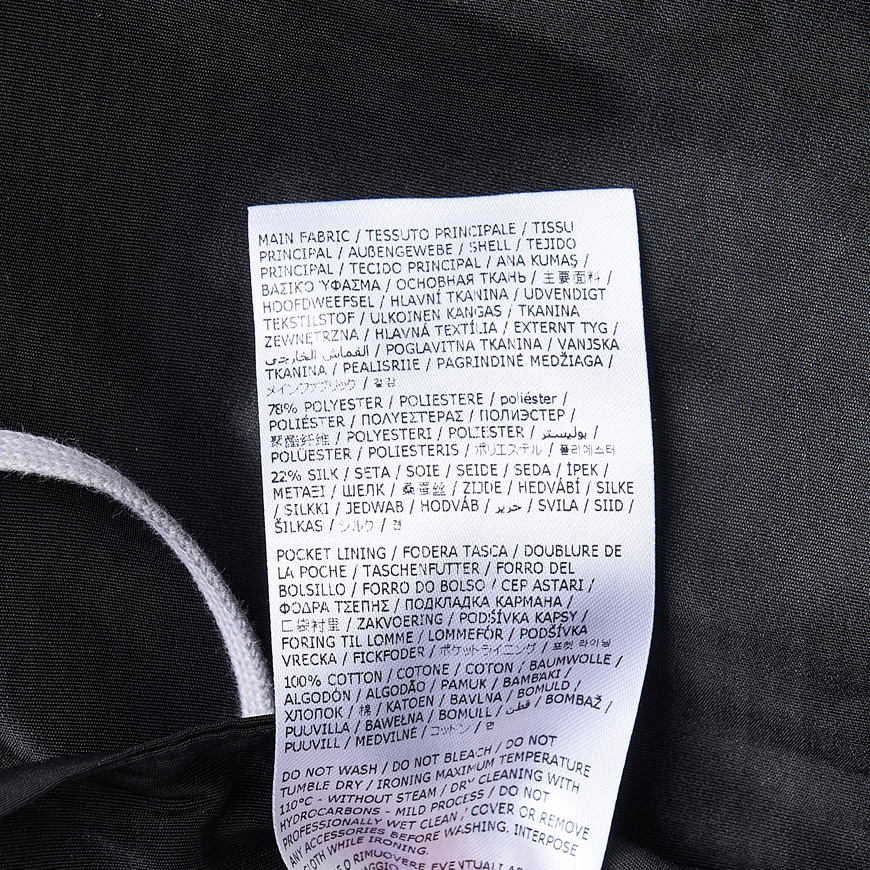 MAIN FABRIC / TESSUTO PRINCIPALE / TISSU
PRINCIPAL / AUßENGEWEBE / SHELL / TEJIDO
PRINCIPAL / TECIDO PRINCIPAL / ANA KUMAŞ /
ΒΑΣΙΚΌ ΎΦΑΣΜΑ / ОСНОВНАЯ ТКАНЬ / 主要面料 /
HOOFDWEEFSEL / HLAVNÍ TKANINA / UDVENDIGT
TEKSTILSTOF / ULKOINEN KANGAS / TKANINA
ZEWNĘTRZNA / HLAVNÁ TEXTÍLIA / EXTERNT TYG /
القماش الخارجي / POGLAVITNA TKANINA / VANJSKA
TKANINA / PEALISRIIE / PAGRINDINĖ MEDŽIAGA /
メインファブリック / 겉감
78% POLYESTER / POLIESTERE / poliéster /
POLIÉSTER / ΠΟΛΥΕΣΤΕΡΑΣ / ПОЛИЭСТЕР /
聚酯纤维 / POLYESTERI / POLIESTER / بوليستر /
POLÜESTER / POLIESTERIS / ポリエステル / 폴리에스터
22% SILK / SETA / SOIE / SEIDE / SEDA / İPEK /
ΜΕΤΑΞΙ / ШЕЛК / 桑蚕丝 / ZIJDE / HEDVÁBÍ / SILKE
/ SILKKI / JEDWAB / HODVÁB / حرير / SVILA / SIID /
ŠILKAS / シルク / 견
POCKET LINING / FODERA TASCA / DOUBLURE DE
LA POCHE / TASCHENFUTTER / FORRO DEL
BOLSILLO / FORRO DO BOLSO / CEP ASTARI /
ΦΟΔΡΑ ΤΣΕΠΗΣ / ПОДКЛАДКА КАРМАНА /
口袋衬里 / ZAKVOERING / PODŠÍVKA KAPSY /
FORING TIL LOMME / LOMMEFÓR / PODŠÍVKA
VRECKA / FICKFODER / ポケットライニング / 포켓 라이닝
100% COTTON / COTONE / COTON / BAUMWOLLE /
ALGODÓN / ALGODÃO / PAMUK / ΒΑΜΒΑΚΙ /
ХЛОПОК / 棉 / KATOEN / BAVLNA / BOMULD /
PUUVILLA / BAWEŁNA / BOMULL / قطن / BOMBAŽ /
PUUVILL / MEDVILNĖ / コットン / 면
DO NOT WASH / DO NOT BLEACH / DO NOT
TUMBLE DRY / IRONING MAXIMUM TEMPERATURE
110°C - WITHOUT STEAM / DRY CLEANING WITH
HYDROCARBONS - MILD PROCESS / DO NOT
PROFESSIONALLY WET CLEAN / COVER OR REMOVE
ANY ACCESSORIES BEFORE WASHING. INTERPOSE
CLOTH WHILE IRONING.
O RIMUOVERE EVENTUALI